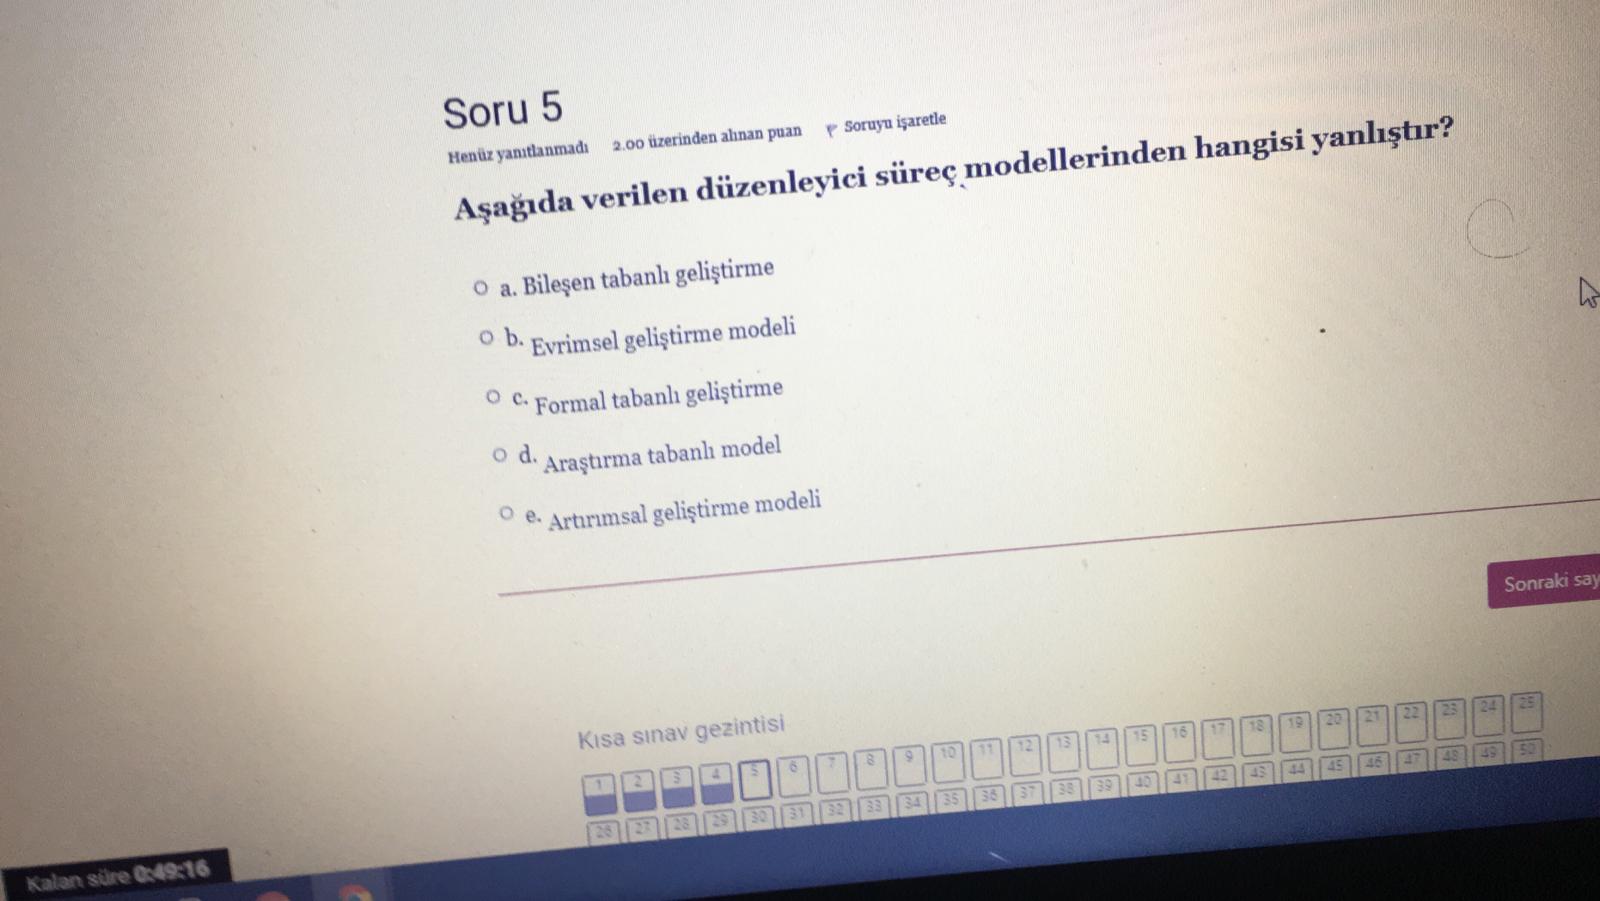 Soru 5
Henüz yanıtlanmadı 2.00 üzerinden alınan puan Soruyu işaretle
Aşağıda verilen düzenleyici süreç modellerinden hangisi yanlıştır?
a. Bileşen tabanlı geliştirme
b. Evrimsel geliştirme modeli
c. Formal tabanlı geliştirme
d. Araştırma tabanlı model
e. Artırımsal geliştirme modeli
Sonraki say
Kısa sınav gezintisi
1 2 3 4 5 6 7 8 9 10 11 12 13 14 15 16 17 18 19 20 21 22 23 24 25
26 27 28 29 30 31 32 33 34 35 36 37 38 39 40 41 42 43 44 45 46 47 48 49 50
Kalan süre 0:49:16